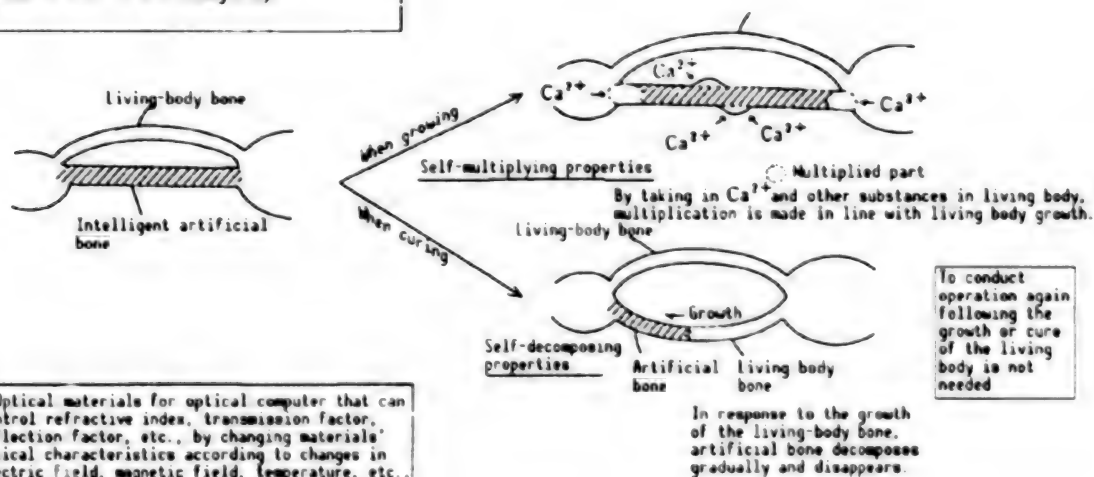 Living-body bone
Intelligent artificial
bone
When growing
When curing
Ca²⁺
Ca²⁺
Ca²⁺
Ca²⁺
Ca²⁺
Self-multiplying properties
Multiplied part
By taking in Ca²⁺ and other substances in living body,
multiplication is made in line with living body growth.
Living-body bone
Growth
Self-decomposing
properties
Artificial
bone
living body
bone
To conduct
operation again
following the
growth or cure
of the living
body is not
needed
In response to the growth
of the living-body bone,
artificial bone decomposes
gradually and disappears.
Optical materials for optical computer that can
refractive index, transmission factor,
factor, etc., by changing materials'
characteristics according to changes in
field, magnetic field, temperature, etc.,